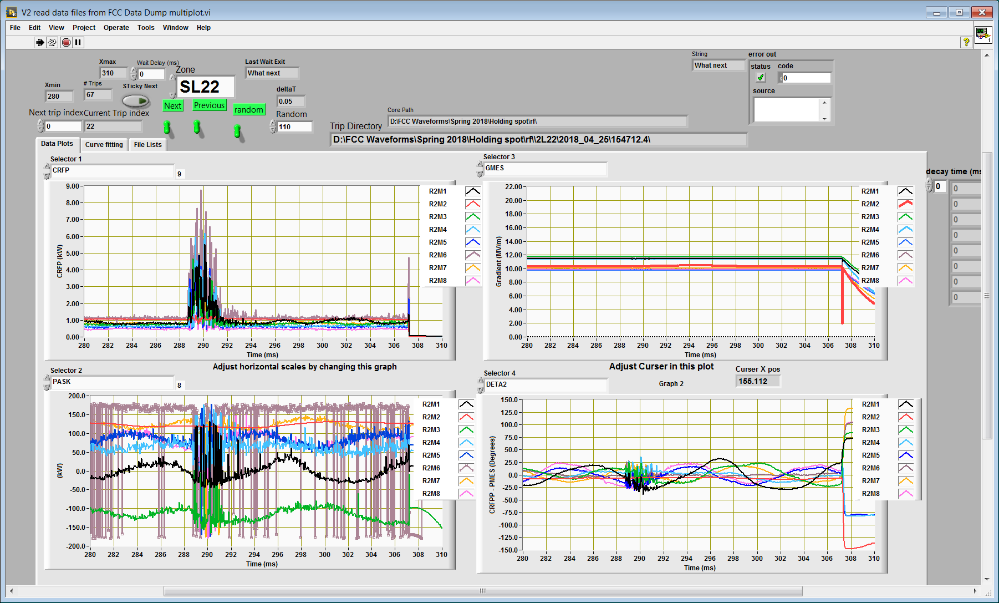 V2 read data files from FCC Data Dump multiplot.vi
File Edit View Project Operate Tools Window Help
1
Xmax
310
Wait Delay (ms)
0
Zone
SL22
Last Wait Exit
What next
String
What next
error out
status code
0
source
Xmin
280
# Trips
67
STicky Next
Next Previous random
deltaT
0.05
Random
110
Next trip index Current Trip index
0 22
Core Path
D:\FCC Waveforms\Spring 2018\Holding spot\rf\
Trip Directory
D:\FCC Waveforms\Spring 2018\Holding spot\rf\\2L22\2018_04_25\154712.4\
Data Plots Curve fitting File Lists
Selector 1
CRFP 9
9.00
8.00
7.00
6.00
5.00
4.00
3.00
2.00
1.00
0.00
CRFP (kW)
280 282 284 286 288 290 292 294 296 298 300 302 304 306 308 310
Time (ms)
R2M1
R2M2
R2M3
R2M4
R2M5
R2M6
R2M7
R2M8
Adjust horizontal scales by changing this graph
Selector 3
GMES
22.00
20.00
18.00
16.00
14.00
12.00
10.00
8.00
6.00
4.00
2.00
0.00
Gradient (MV/m)
280 282 284 286 288 290 292 294 296 298 300 302 304 306 308 310
Time (ms)
R2M1
R2M2
R2M3
R2M4
R2M5
R2M6
R2M7
R2M8
decay time (ms
0
0
0
0
0
0
0
0
0
Adjust Curser in this plot
Curser X pos
155.112
Selector 2
PASK 8
200.0
150.0
100.0
50.0
0.0
-50.0
-100.0
-150.0
-200.0
(kW)
280 282 284 286 288 290 292 294 296 298 300 302 304 306 308 310
Time (ms)
R2M1
R2M2
R2M3
R2M4
R2M5
R2M6
R2M7
R2M8
Selector 4
DETA2
Graph 2
150.0
125.0
100.0
75.0
50.0
25.0
0.0
-25.0
-50.0
-75.0
-100.0
-125.0
-150.0
CRFPP - PMES (Degrees)
280 282 284 286 288 290 292 294 296 298 300 302 304 306 308 310
Time (ms)
R2M1
R2M2
R2M3
R2M4
R2M5
R2M6
R2M7
R2M8